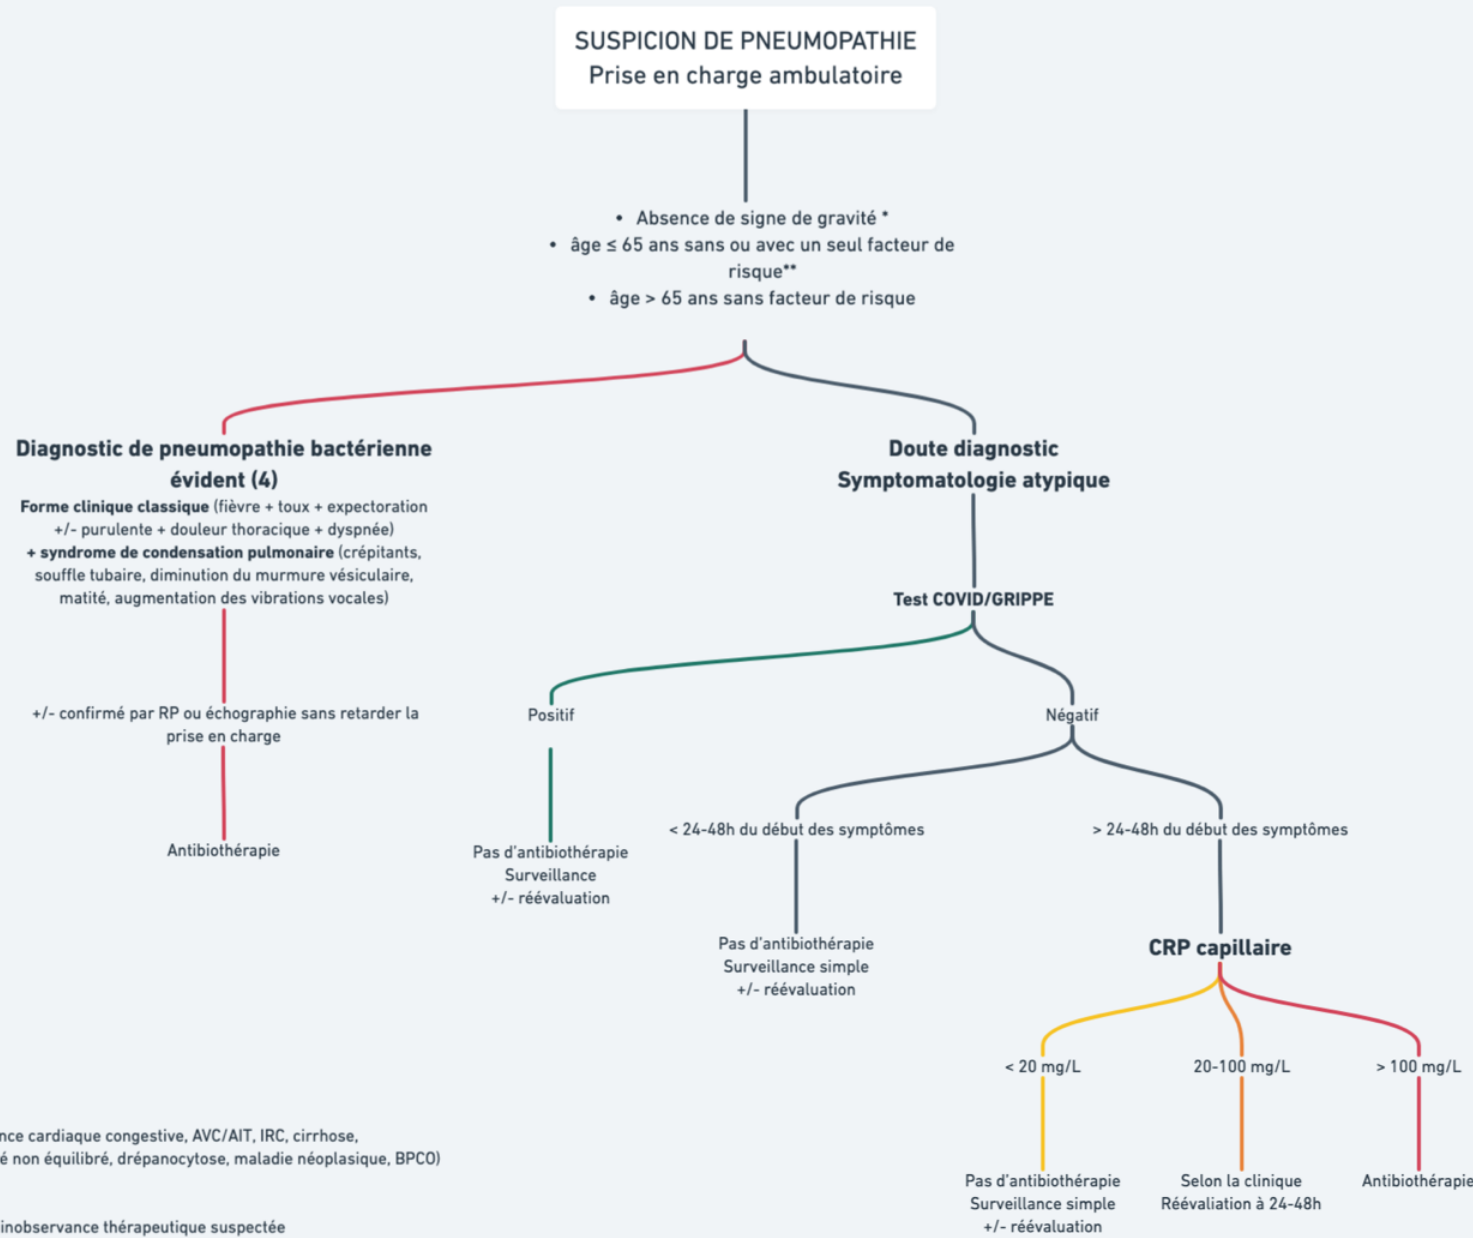 SUSPICION DE PNEUMOPATHIE
Prise en charge ambulatoire
• Absence de signe de gravité *
• âge ≤ 65 ans sans ou avec un seul facteur de
risque**
• âge > 65 ans sans facteur de risque
Diagnostic de pneumopathie bactérienne
évident (4)
Forme clinique classique (fièvre + toux + expectoration
+/- purulente + douleur thoracique + dyspnée)
+ syndrome de condensation pulmonaire (crépitants,
souffle tubaire, diminution du murmure vésiculaire,
matité, augmentation des vibrations vocales)
+/- confirmé par RP ou échographie sans retarder la
prise en charge
Antibiothérapie
Doute diagnostic
Symptomatologie atypique
Test COVID/GRIPPE
Positif
Pas d'antibiothérapie
Surveillance
+/- réévaluation
Négatif
< 24-48h du début des symptômes
Pas d'antibiothérapie
Surveillance simple
+/- réévaluation
> 24-48h du début des symptômes
CRP capillaire
< 20 mg/L
Pas d'antibiothérapie
Surveillance simple
+/- réévaluation
20-100 mg/L
Selon la clinique
Réévaliation à 24-48h
> 100 mg/L
Antibiothérapie
nce cardiaque congestive, AVC/AIT, IRC, cirrhose,
é non équilibré, drépanocytose, maladie néoplasique, BPCO)
inobservance thérapeutique suspectée